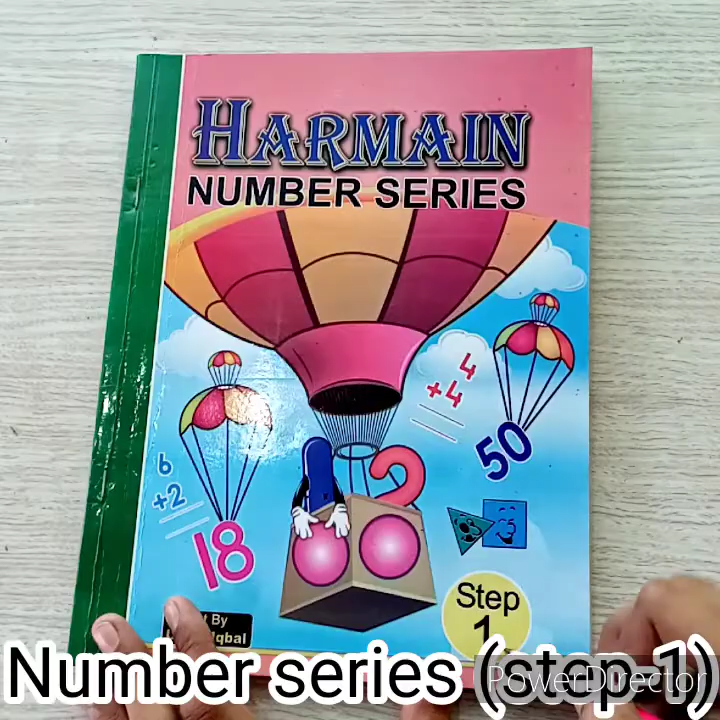 HARMAIN
NUMBER SERIES
4
+4
50
6
+2
18
2
Step
1
By
Iqbal
Number series (step-1)
PowerDirector